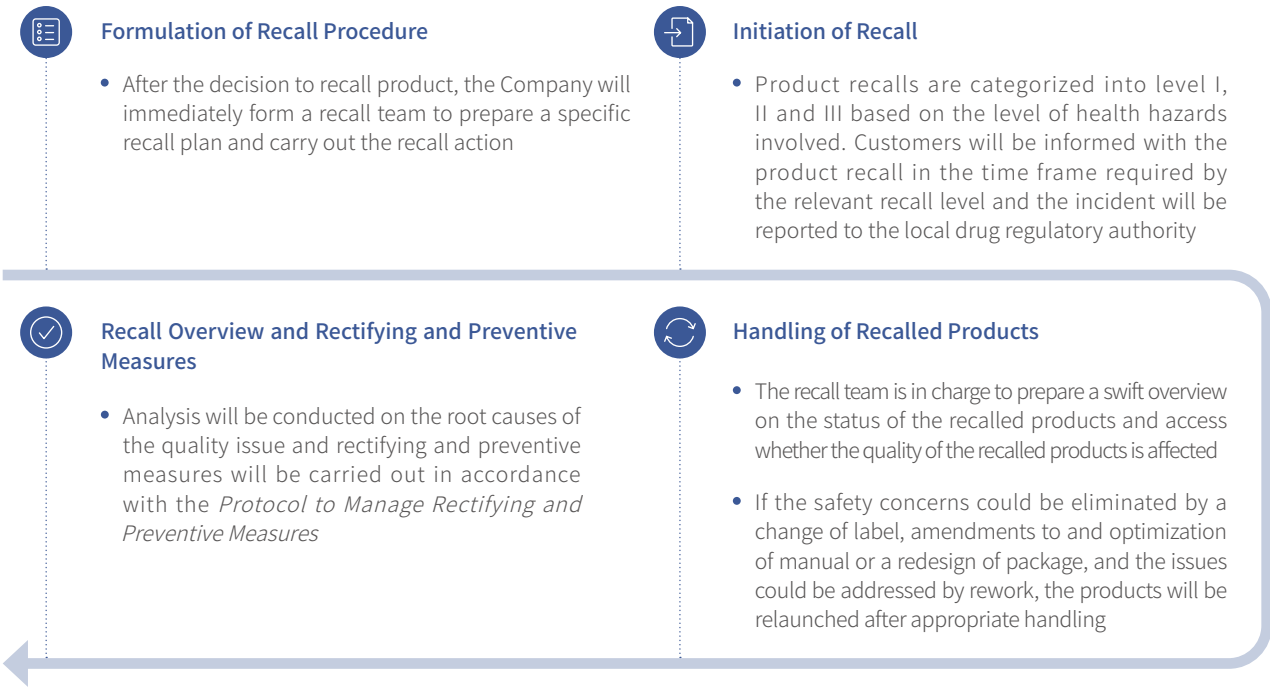 Formulation of Recall Procedure
• After the decision to recall product, the Company will
immediately form a recall team to prepare a specific
recall plan and carry out the recall action
Initiation of Recall
• Product recalls are categorized into level I,
II and III based on the level of health hazards
involved. Customers will be informed with the
product recall in the time frame required by
the relevant recall level and the incident will be
reported to the local drug regulatory authority
Handling of Recalled Products
• The recall team is in charge to prepare a swift overview
on the status of the recalled products and access
whether the quality of the recalled products is affected
• If the safety concerns could be eliminated by a
change of label, amendments to and optimization
of manual or a redesign of package, and the issues
could be addressed by rework, the products will be
relaunched after appropriate handling
Recall Overview and Rectifying and Preventive
Measures
• Analysis will be conducted on the root causes of
the quality issue and rectifying and preventive
measures will be carried out in accordance
with the Protocol to Manage Rectifying and
Preventive Measures